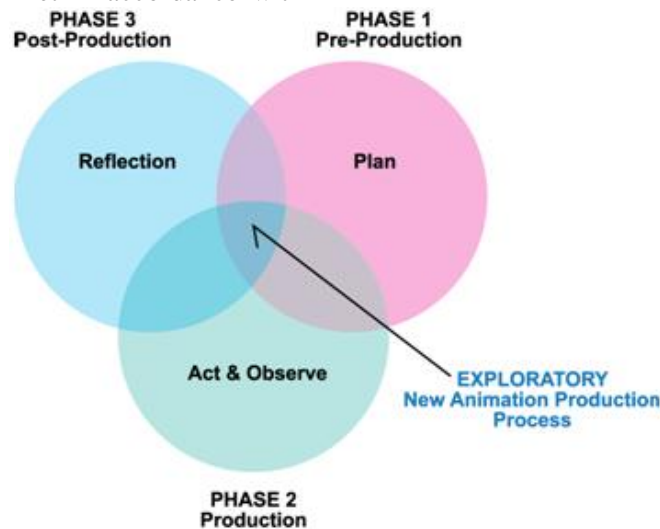 PHASE 3
Post-Production
PHASE 1
Pre-Production
Reflection
Plan
Act & Observe
EXPLORATORY
New Animation Production
Process
PHASE 2
Production